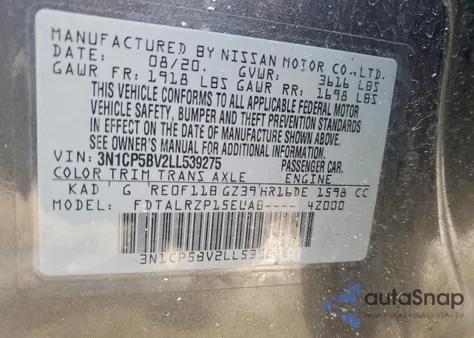 MANUFACTURED BY NISSAN MOTOR CO., LTD.
DATE: 08/20. GVWR: 3616 LBS
GAWR FR: 1918 LBS GAWR RR: 1698 LBS
THIS VEHICLE CONFORMS TO ALL APPLICABLE FEDERAL MOTOR
VEHICLE SAFETY, BUMPER AND THEFT PREVENTION STANDARDS
IN EFFECT ON THE DATE OF MANUFACTURE SHOWN ABOVE.
SEE OWNER'S MANUAL FOR ADDITIONAL INFORMATION.
VIN: 3N1CP5BV2LL539275 PASSENGER CAR.
COLOR TRIM TRANS AXLE ENGINE
KAD G RE0F11B GZ39 HR16DE 1598 CC
MODEL: FDTALRZP15EUAB---- 4Z000
autoSnap